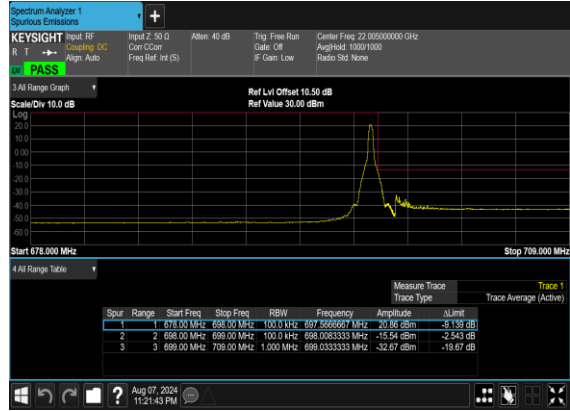 Spectrum Analyzer 1
Spurious Emissions
KEYSIGHT Input: RF Input Z: 50 Ω Atten: 40 dB Trig: Free Run Center Freq: 22.005000000 GHz
R T Coupling: DC Corr CCorr Gate: Off Avg|Hold: 1000/1000
Align: Auto Freq Ref: Int (S) IF Gain: Low Radio Std: None
PASS
3 All Range Graph
Ref Lvl Offset 10.50 dB
Scale/Div 10.0 dB Ref Value 30.00 dBm
Log
20.0
10.0
0.00
-10.0
-20.0
-30.0
-40.0
-50.0
-60.0
Start 678.000 MHz Stop 709.000 MHz
4 All Range Table
Measure Trace Trace 1
Trace Type Trace Average (Active)
Spur Range Start Freq Stop Freq RBW Frequency Amplitude ΔLimit
1 1 678.00 MHz 698.00 MHz 100.0 kHz 697.5666667 MHz 20.86 dBm -9.139 dB
2 2 698.00 MHz 699.00 MHz 100.0 kHz 698.0083333 MHz -15.54 dBm -2.543 dB
3 3 699.00 MHz 709.00 MHz 1.000 MHz 699.0333333 MHz -32.67 dBm -19.67 dB
Aug 07, 2024
11:21:43 PM